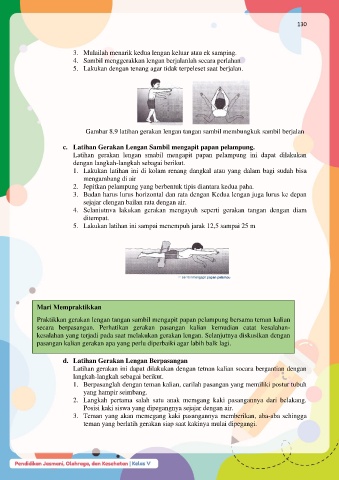 130
3. Mulailah menarik kedua lengan keluar atau ek samping.
4. Sambil menggerakkan lengan berjalanlah secara perlahan.
5. Lakukan dengan tenang agar tidak terpeleset saat berjalan.
Gambar 8.9 latihan gerakan lengan tangan sambil membungkuk sambil berjalan
c. Latihan Gerakan Lengan Sambil mengapit papan pelampung.
Latihan gerakan lengan smabil mengapit papan pelampung ini dapat dilakukan
dengan langkah-langkah sebagai berikut.
1. Lakukan latihan ini di kolam renang dangkal atau yang dalam bagi sudah bisa
mengambang di air
2. Jepitkan pelampung yang berbentuk tipis diantara kedua paha.
3. Badan harus lurus horizontal dan rata dengan Kedua lengan juga lurus ke depan
sejajar dengan badan rata dengan air.
4. Selanjutnya lakukan gerakan mengayuh seperti gerakan tangan dengan diam
ditempat.
5. Lakukan latihan ini sampai menempuh jarak 12,5 sampai 25 m
mengapit papan pelampung
Mari Mempraktikkan
Praktikkan gerakan lengan tangan sambil mengapit papan pelampung bersama teman kalian
secara berpasangan. Perhatikan gerakan pasangan kalian kemudian catat kesalahan-
kesalahan yang terjadi pada saat melakukan gerakan lengan. Selanjutnya diskusikan dengan
pasangan kalian gerakan apa yang perlu diperbaiki agar labih baik lagi.
d. Latihan Gerakan Lengan Berpasangan
Latihan gerakan ini dapat dilakukan dengan teman kalian secara bergantian dengan
langkah-langkah sebagai berikut.
1. Berpasanglah dengan teman kalian, carilah pasangan yang memiliki postur tubuh
yang hampir seimbang.
2. Langkah pertama salah satu anak memgang kaki pasangannya dari belakang.
Posisi kaki siswa yang dipegangnya sejajar dengan air.
3. Teman yang akan memegang kaki pasangannya memberikan, aba-aba sehingga
teman yang berlatih gerakan siap saat kakinya mulai dipegangi.
Pendidikan Jasmani, Olahraga, dan Kesehatan | Kelas V